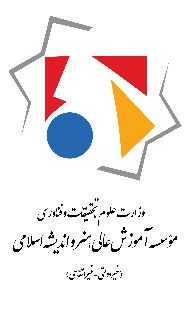 وزارت علوم تحقیقات و فناوری
مؤسسه آموزش عالی هنر و اندیشه اسلامی
(غیردولتی - غیرانتفاعی)